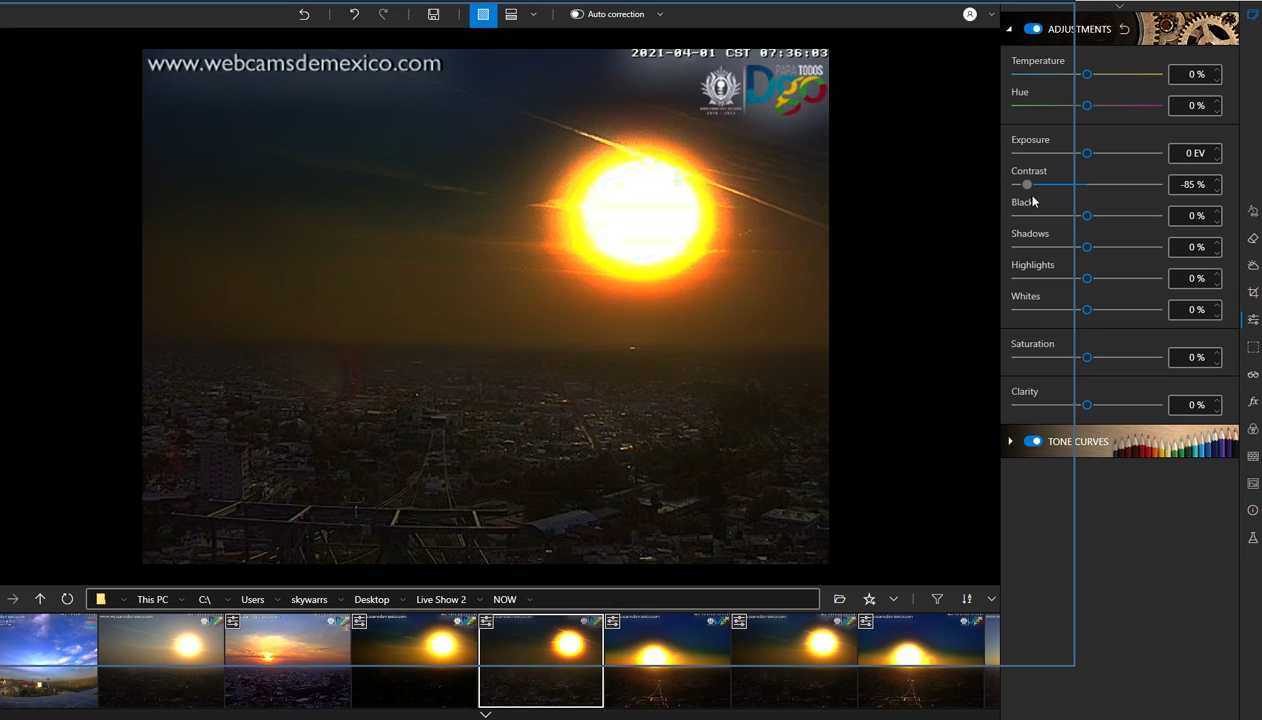 Auto correction
ADJUSTMENTS
www.webcamsdemexico.com
2021-04-01 CST 07:36:03
PARA TODOS
Dgo
Temperature
0 %
Hue
0 %
Exposure
0 EV
Contrast
-85 %
0 %
Shadows
0 %
Highlights
0 %
Whites
0 %
Saturation
0 %
Clarity
0 %
TONE CURVES
This PC
C:\
Users
skywarrs
Desktop
Live Show 2
NOW